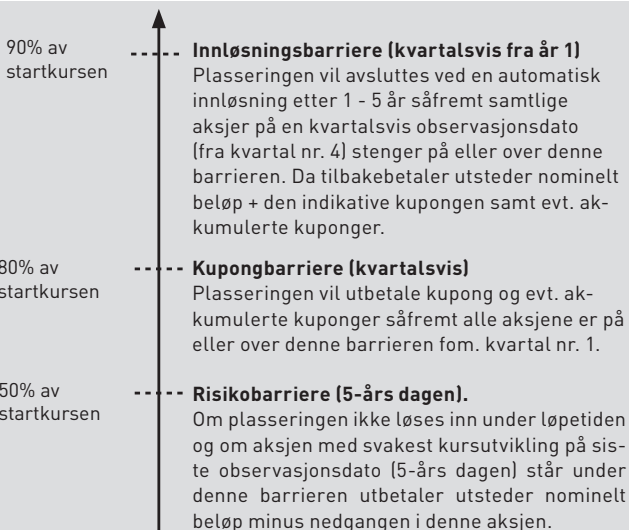 90% av
startkursen
Innløsningsbarriere (kvartalsvis fra år 1)
Plasseringen vil avsluttes ved en automatisk
innløsning etter 1 - 5 år såfremt samtlige
aksjer på en kvartalsvis observasjonsdato
(fra kvartal nr. 4) stenger på eller over denne
barrieren. Da tilbakebetaler utsteder nominelt
beløp + den indikative kupongen samt evt. ak-
kumulerte kuponger.
80% av
startkursen
Kupongbarriere (kvartalsvis)
Plasseringen vil utbetale kupong og evt. ak-
kumulerte kuponger såfremt alle aksjene er på
eller over denne barrieren fom. kvartal nr. 1.
50% av
startkursen
Risikobarriere (5-års dagen).
Om plasseringen ikke løses inn under løpetiden
og om aksjen med svakest kursutvikling på sis-
te observasjonsdato (5-års dagen) står under
denne barrieren utbetaler utsteder nominelt
beløp minus nedgangen i denne aksjen.